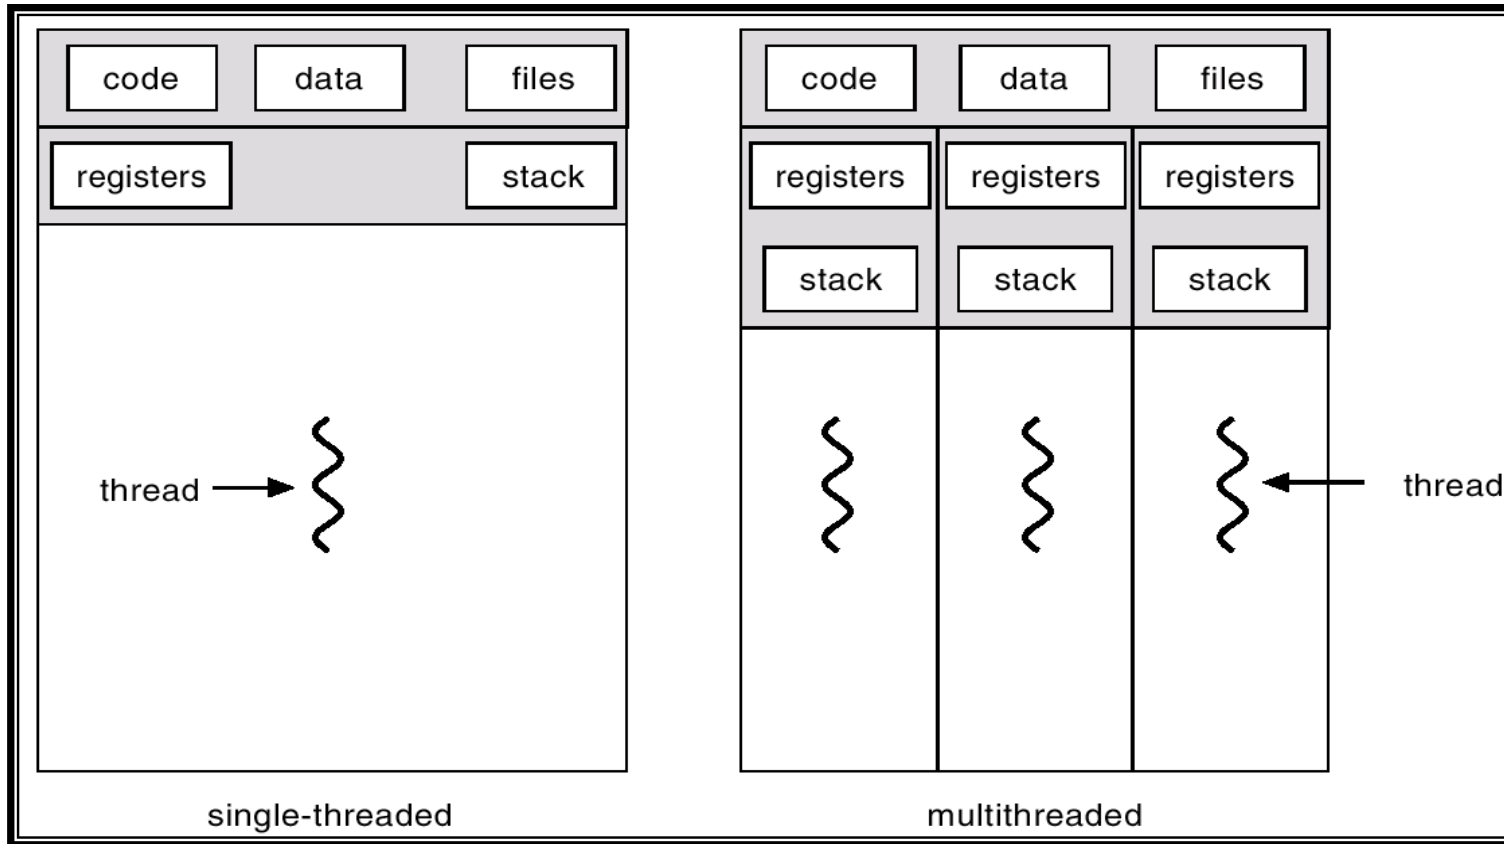 code data files code data files
registers stack registers registers registers
stack stack stack
thread thread
single-threaded multithreaded